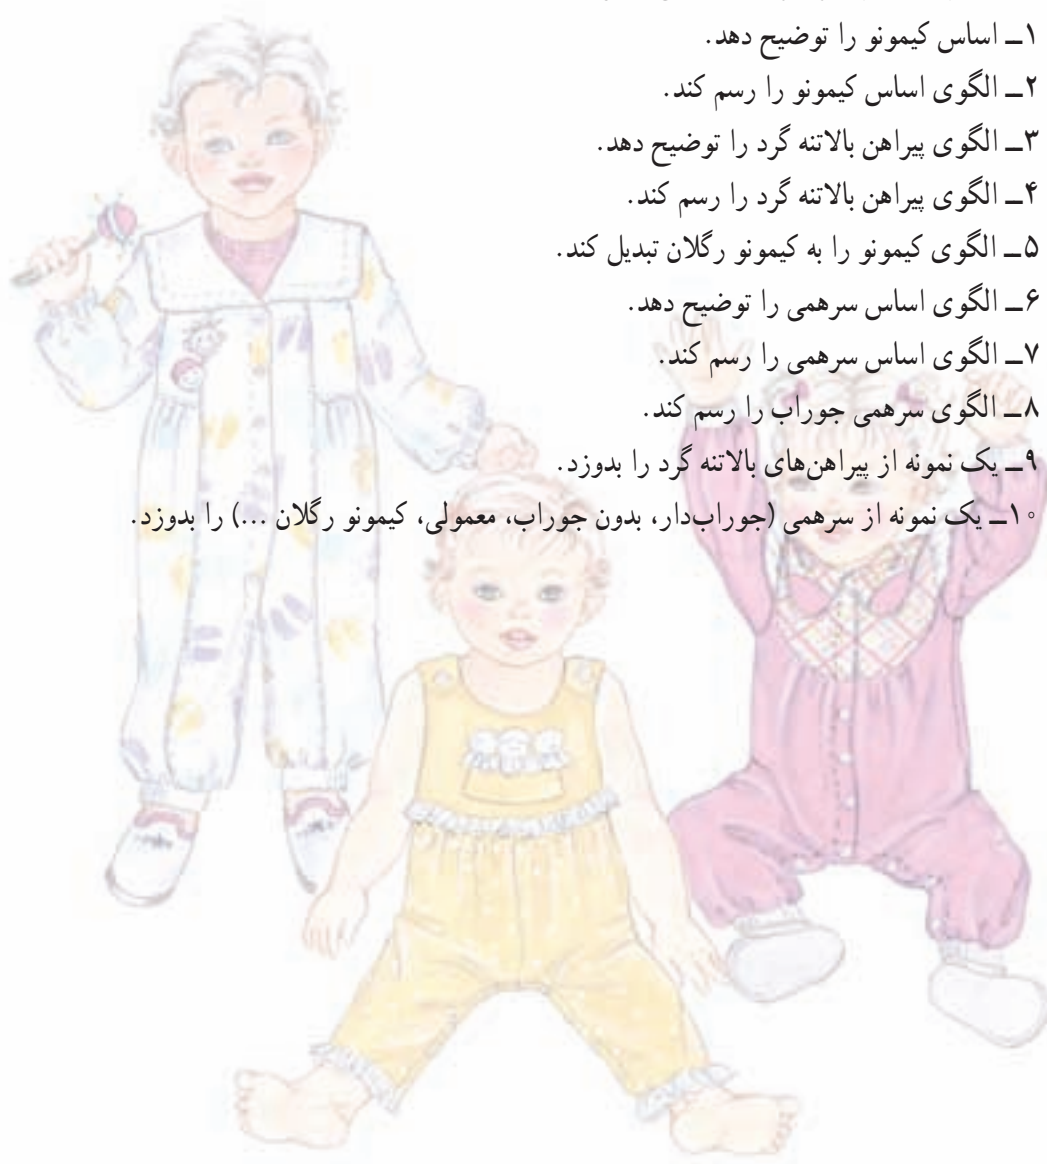 ۱ــ اساس کیمونو را توضیح دهد.
۲ــ الگوی اساس کیمونو را رسم کند.
۳ــ الگوی پیراهن بالاتنه گرد را توضیح دهد.
۴ــ الگوی پیراهن بالاتنه گرد را رسم کند.
۵ــ الگوی کیمونو را به کیمونو رگلان تبدیل کند.
۶ــ الگوی اساس سرهمی را توضیح دهد.
۷ــ الگوی اساس سرهمی را رسم کند.
۸ــ الگوی سرهمی جوراب را رسم کند.
۹ــ یک نمونه از پیراهن‌های بالاتنه گرد را بدوزد.
۱۰ــ یک نمونه از سرهمی (جوراب‌دار، بدون جوراب، معمولی، کیمونو رگلان ...) را بدوزد.